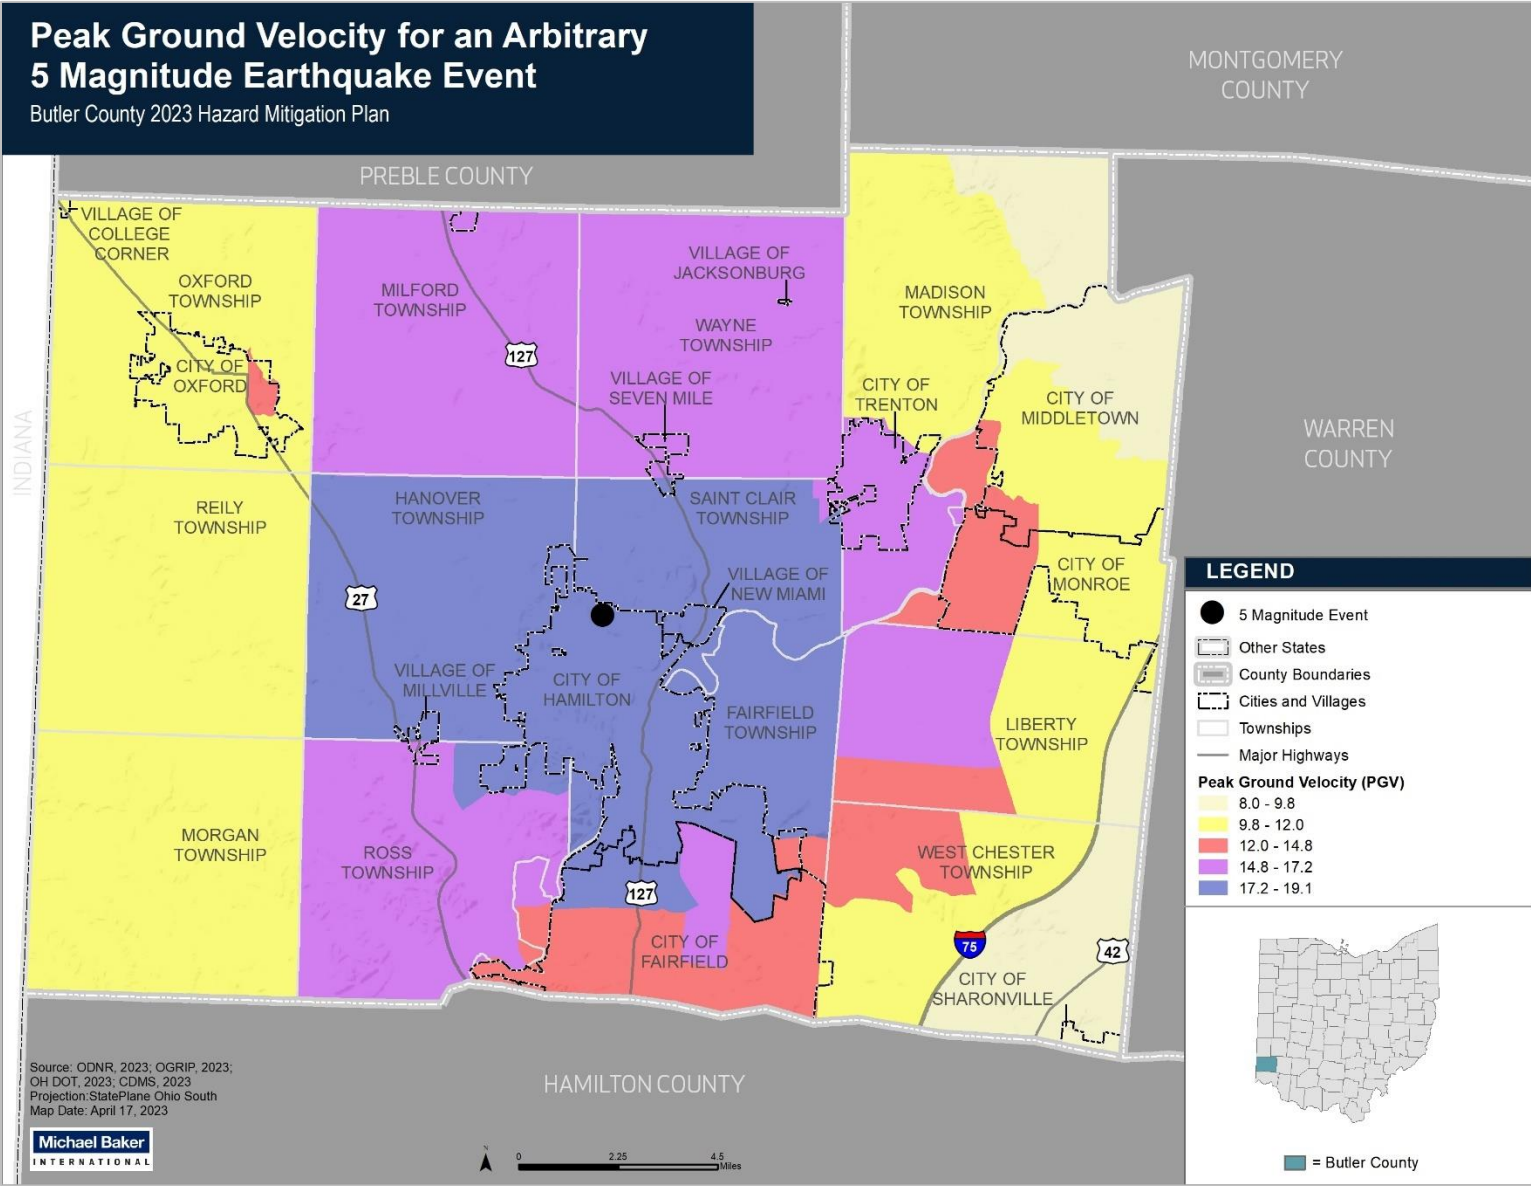 Peak Ground Velocity for an Arbitrary
5 Magnitude Earthquake Event
Butler County 2023 Hazard Mitigation Plan
MONTGOMERY
COUNTY
PREBLE COUNTY
VILLAGE OF
COLLEGE
CORNER
OXFORD
TOWNSHIP
CITY OF
OXFORD
MILFORD
TOWNSHIP
127
VILLAGE OF
JACKSONBURG
WAYNE
TOWNSHIP
VILLAGE OF
SEVEN MILE
MADISON
TOWNSHIP
CITY OF
TRENTON
CITY OF
MIDDLETOWN
WARREN
COUNTY
INDIANA
REILY
TOWNSHIP
HANOVER
TOWNSHIP
SAINT CLAIR
TOWNSHIP
27
VILLAGE OF
NEW MIAMI
CITY OF
MONROE
VILLAGE OF
MILLVILLE
CITY OF
HAMILTON
FAIRFIELD
TOWNSHIP
LIBERTY
TOWNSHIP
MORGAN
TOWNSHIP
ROSS
TOWNSHIP
127
WEST CHESTER
TOWNSHIP
CITY OF
FAIRFIELD
75
42
CITY OF
SHARONVILLE
HAMILTON COUNTY
LEGEND
5 Magnitude Event
Other States
County Boundaries
Cities and Villages
Townships
Major Highways
Peak Ground Velocity (PGV)
8.0 - 9.8
9.8 - 12.0
12.0 - 14.8
14.8 - 17.2
17.2 - 19.1
= Butler County
Source: ODNR, 2023; OGRIP, 2023;
OH DOT, 2023; CDMS, 2023
Projection:StatePlane Ohio South
Map Date: April 17, 2023
Michael Baker
INTERNATIONAL
N
0 2.25 4.5
Miles